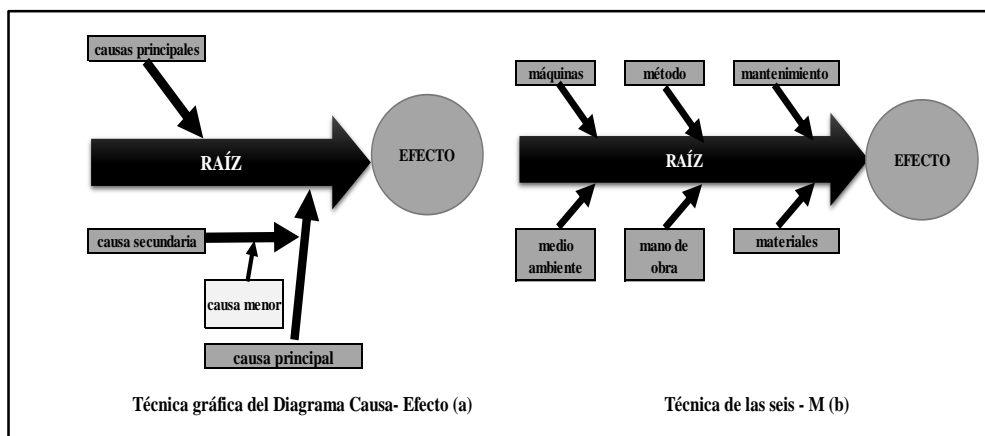 causas principales
RAÍZ
EFECTO
causa secundaria
causa menor
causa principal
Técnica gráfica del Diagrama Causa- Efecto (a)
máquinas
método
mantenimiento
RAÍZ
EFECTO
medio
ambiente
mano de
obra
materiales
Técnica de las seis - M (b)